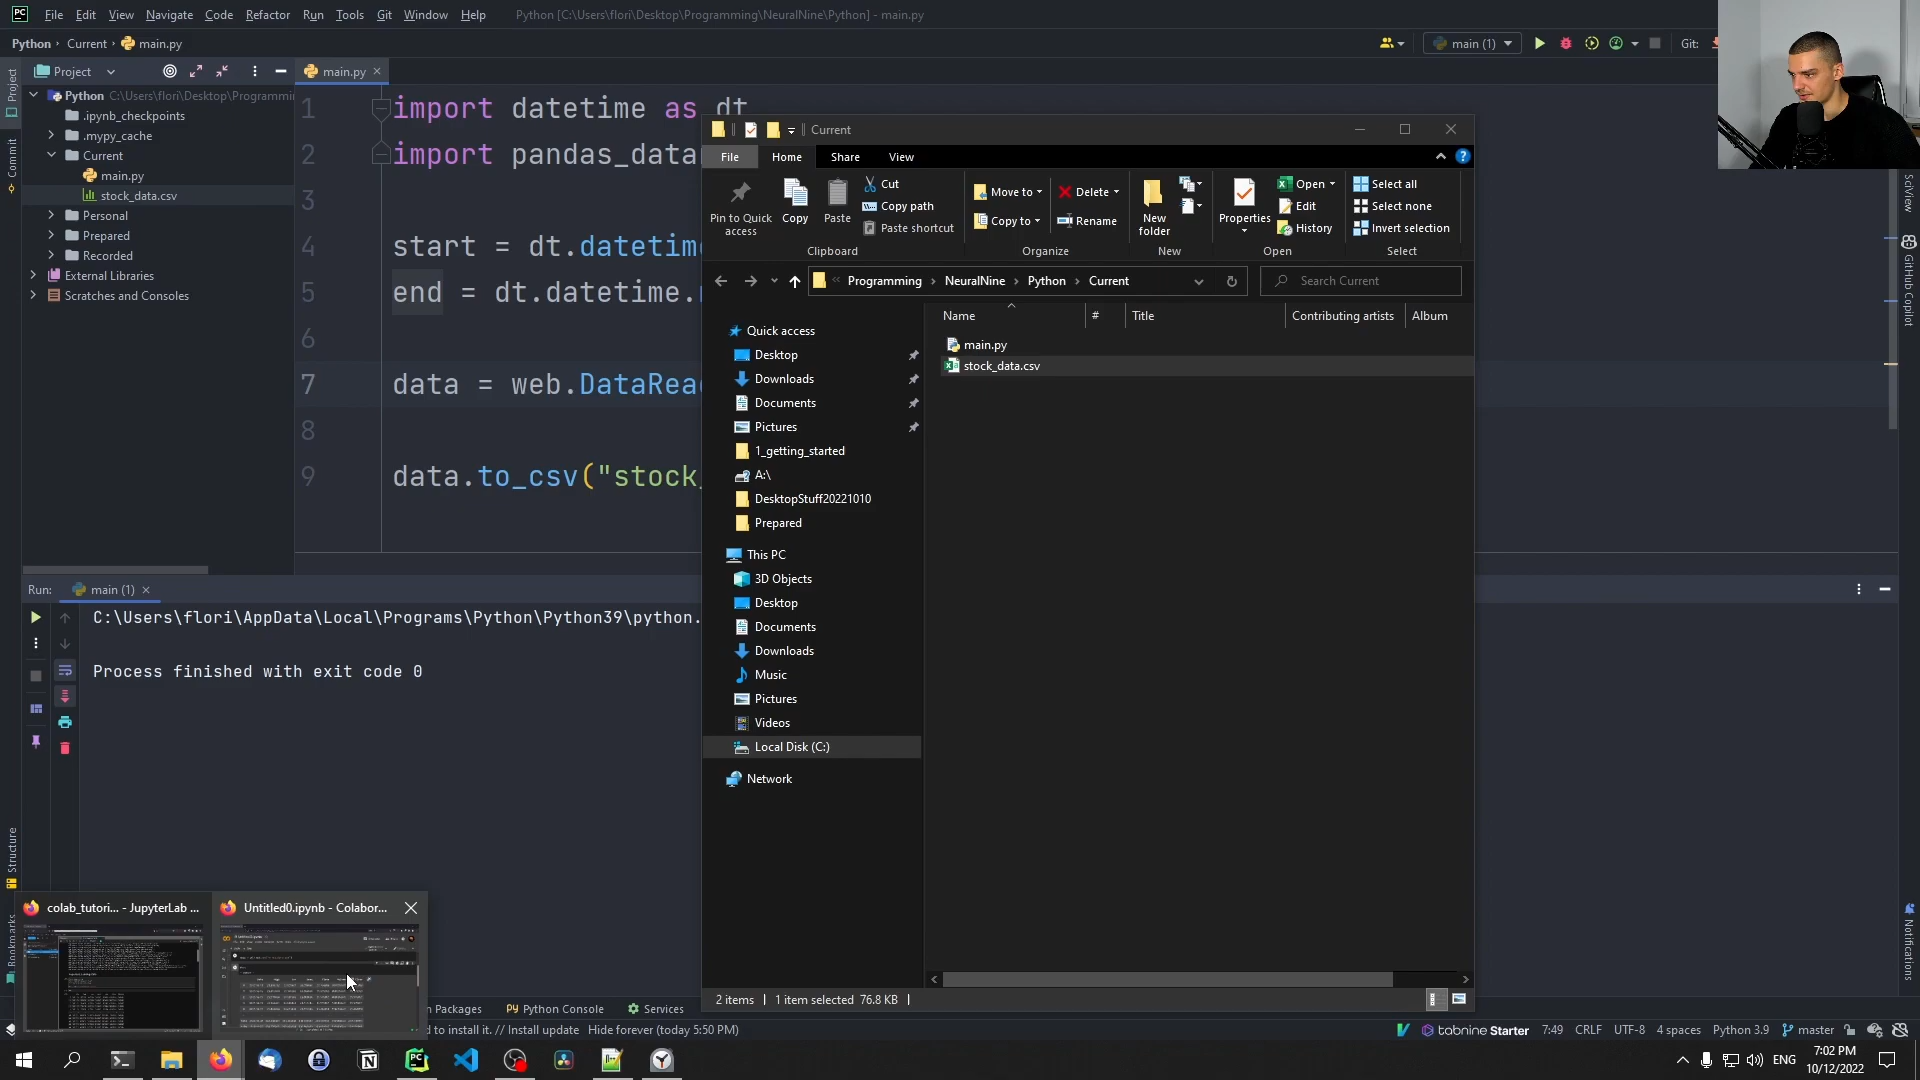 File Edit View Navigate Code Refactor Run Tools Git Window Help Python [C:\Users\flori\Desktop\Programming\NeuralNine\Python] - main.py
Python Current main.py
main (1) Git:
Project
main.py
Python C:\Users\flori\Desktop\Programmi
.ipynb_checkpoints
.mypy_cache
Current
main.py
stock_data.csv
Personal
Prepared
Recorded
External Libraries
Scratches and Consoles
Project
Commit
Structure
Bookmarks
1 import datetime as dt
2 import pandas_data
3
4 start = dt.datetime
5 end = dt.datetime.
6
7 data = web.DataRea
8
9 data.to_csv("stock_
Current
File Home Share View
Pin to Quick access
Copy
Paste
Cut
Copy path
Paste shortcut
Clipboard
Move to
Copy to
Delete
Rename
Organize
New folder
New
Properties
Open
Edit
History
Open
Select all
Select none
Invert selection
Select
Programming NeuralNine Python Current
Search Current
Name # Title Contributing artists Album
main.py
stock_data.csv
Quick access
Desktop
Downloads
Documents
Pictures
1_getting_started
A:\
DesktopStuff20221010
Prepared
This PC
3D Objects
Desktop
Documents
Downloads
Music
Pictures
Videos
Local Disk (C:)
Network
2 items 1 item selected 76.8 KB
SciView
GitHub Copilot
Notifications
Run: main (1)
C:\Users\flori\AppData\Local\Programs\Python\Python39\python.
Process finished with exit code 0
colab_tutori... - JupyterLab ...
Untitled0.ipynb - Colabor...
n Packages Python Console Services
d to install it. // Install update Hide forever (today 5:50 PM)
tabnine Starter 7:49 CRLF UTF-8 4 spaces Python 3.9 master
ENG
7:02 PM
10/12/2022